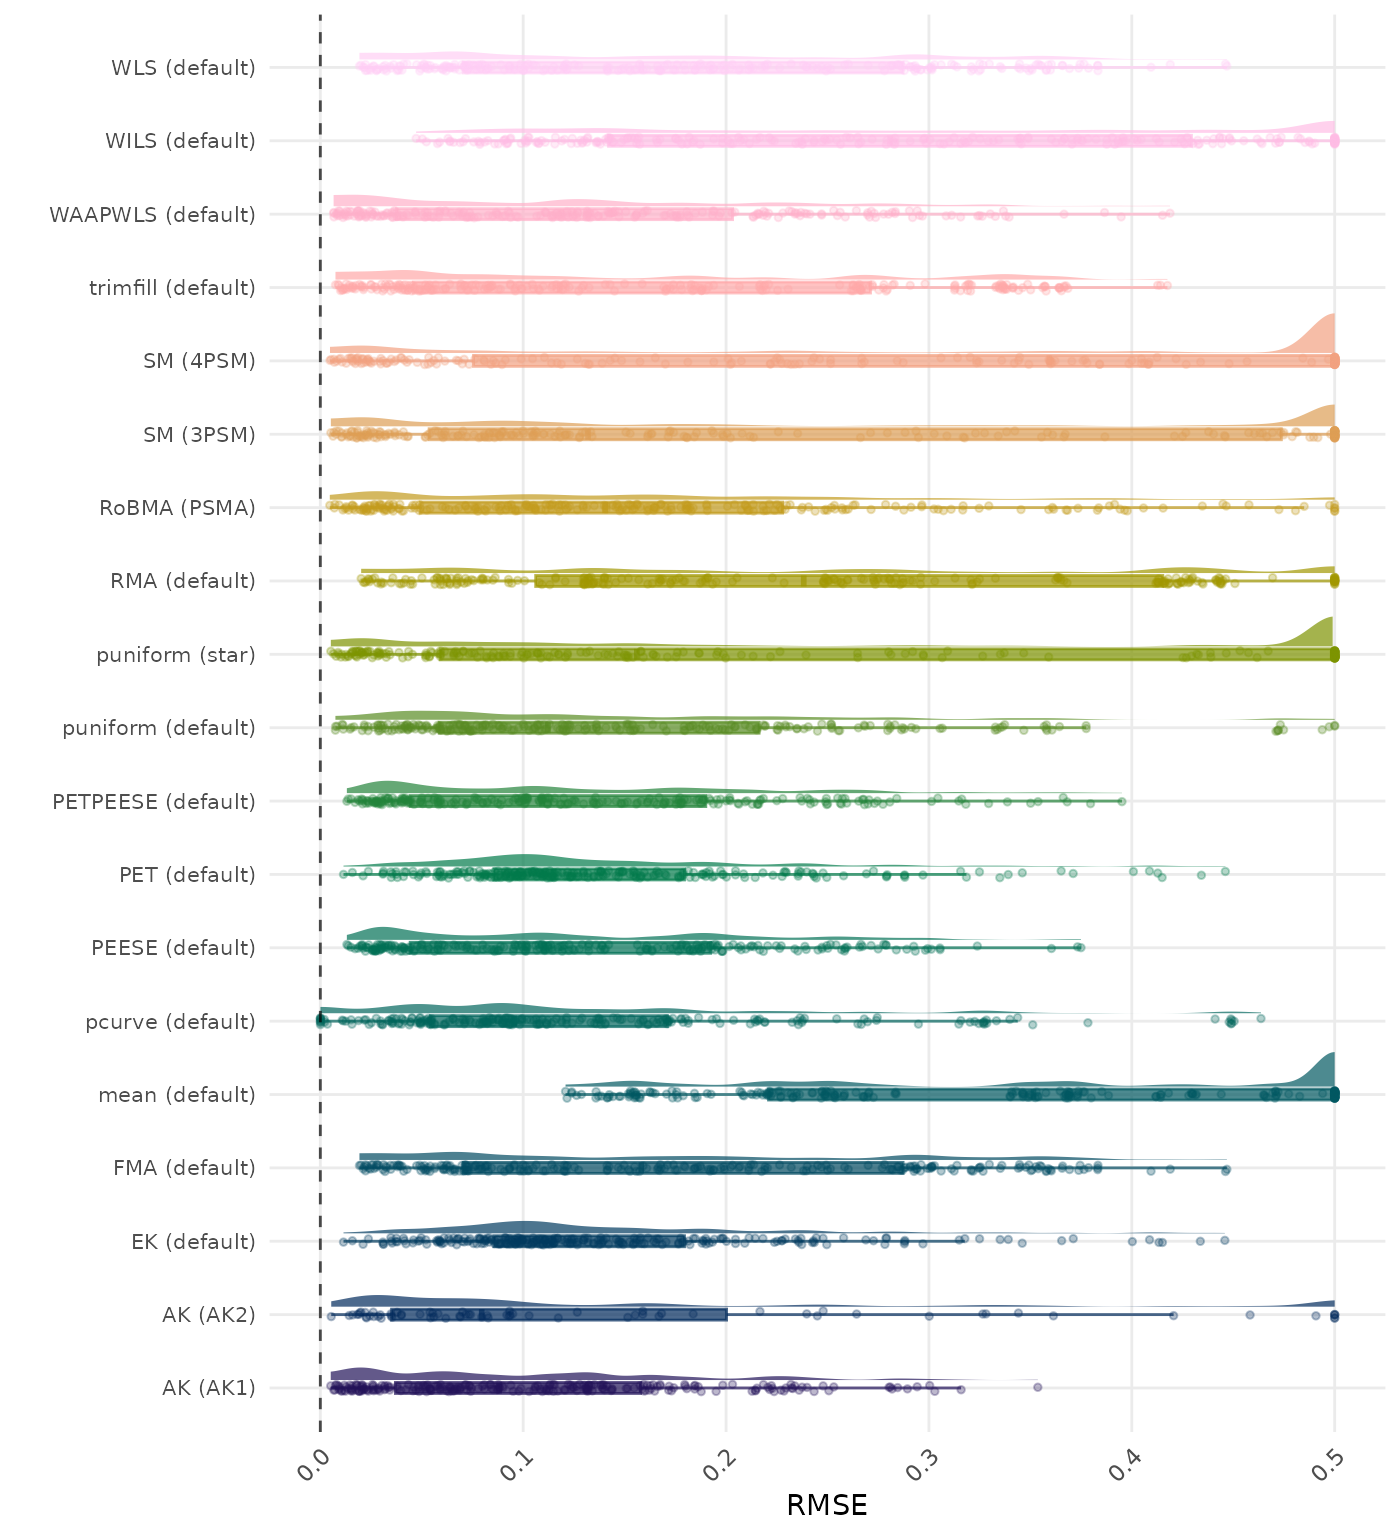 WLS (default)
WILS (default)
WAAPWLS (default)
trimfill (default)
SM (4PSM)
SM (3PSM)
RoBMA (PSMA)
RMA (default)
puniform (star)
puniform (default)
PETPEESE (default)
PET (default)
PEESE (default)
pcurve (default)
mean (default)
FMA (default)
EK (default)
AK (AK2)
AK (AK1)
0.0 0.1 0.2 0.3 0.4 0.5
RMSE